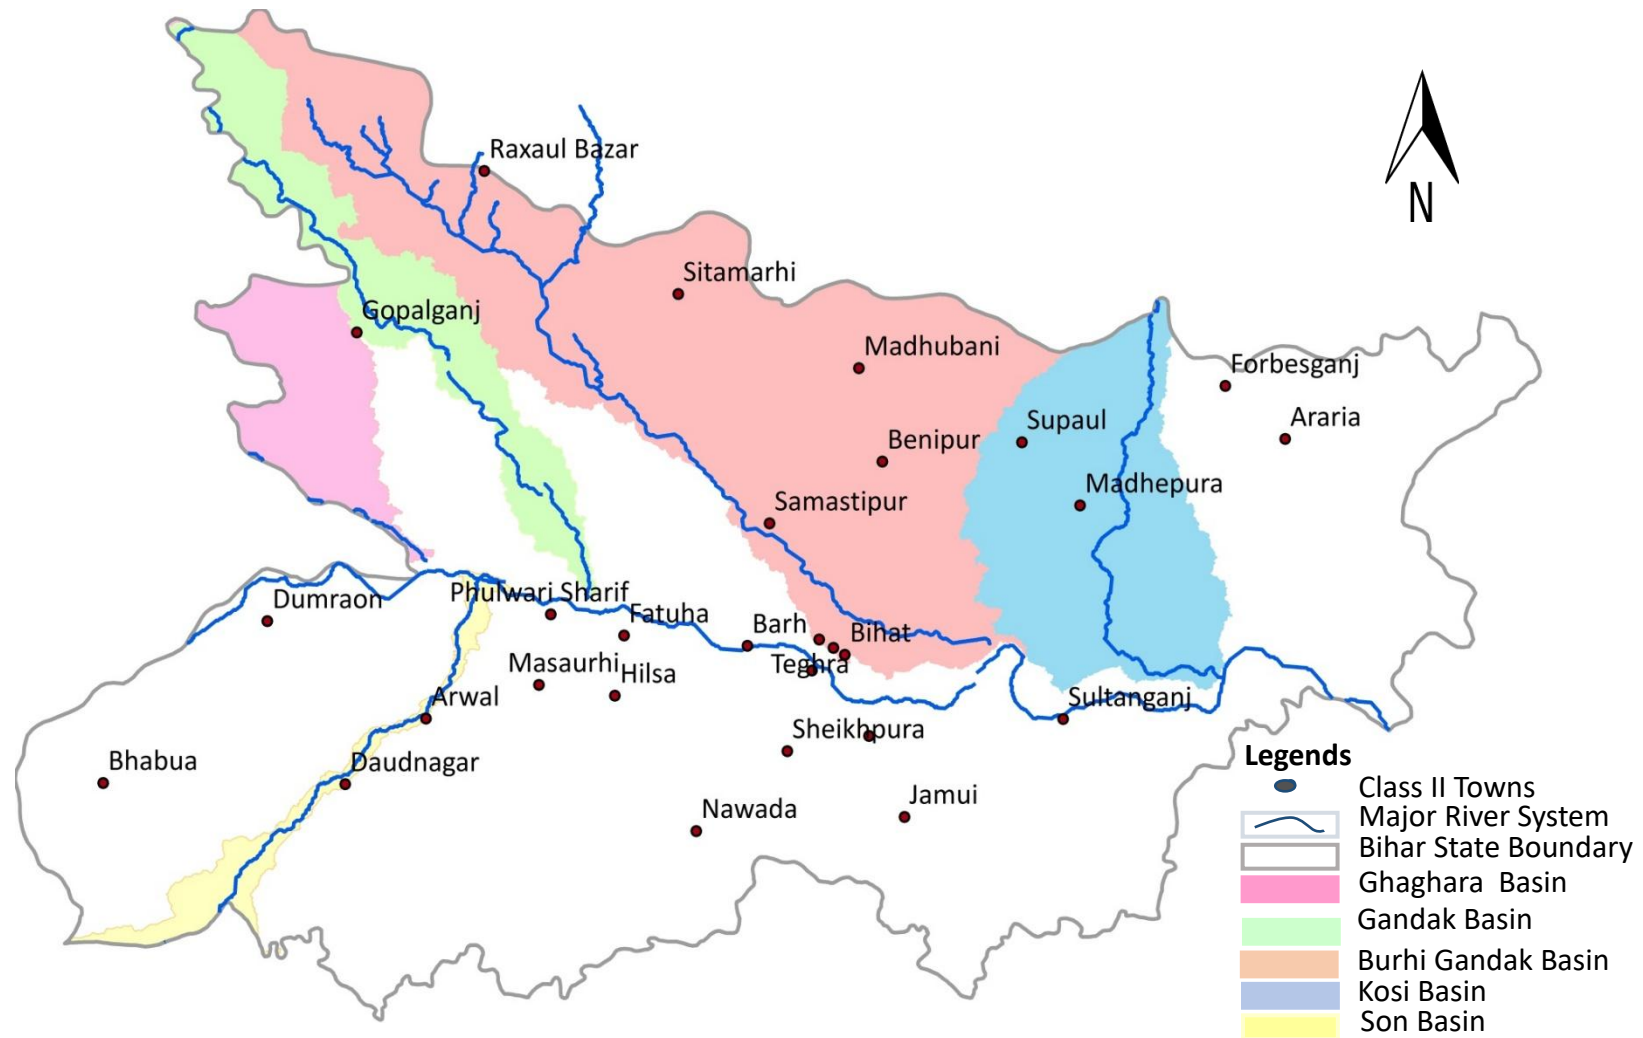 Raxaul Bazar
N
Sitamarhi
Gopalganj
Madhubani
Forbesganj
Supaul
Araria
Benipur
Madhepura
Samastipur
Phulwari Sharif
Dumraon
Fatuha
Barh
Bihat
Teghra
Masaurhi
Hilsa
Arwal
Sultanganj
Sheikhpura
Bhabua
Daudnagar
Nawada
Jamui
Legends
Class II Towns
Major River System
Bihar State Boundary
Ghaghara Basin
Gandak Basin
Burhi Gandak Basin
Kosi Basin
Son Basin